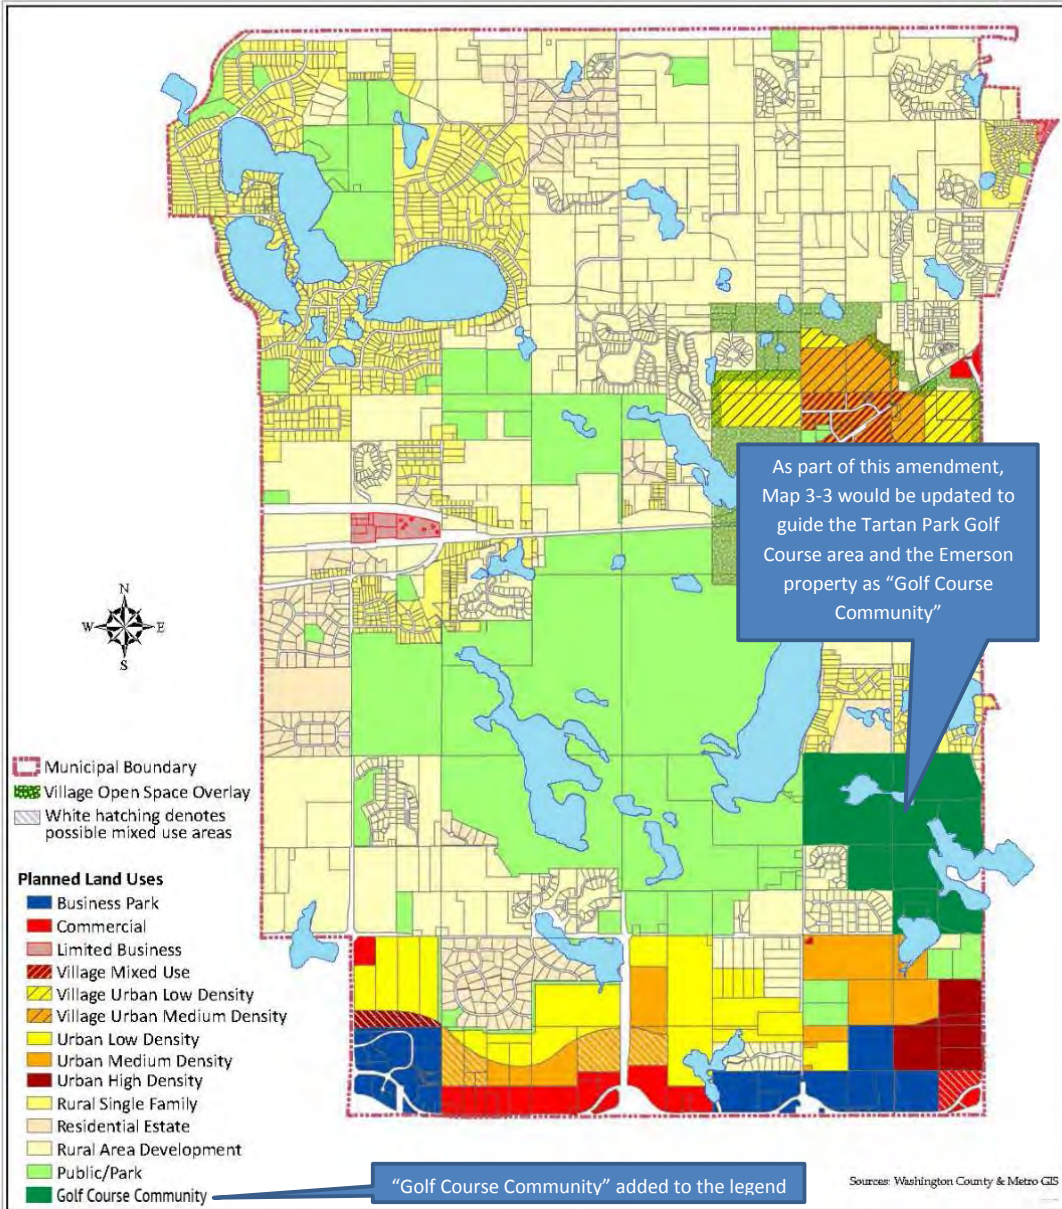 As part of this amendment,
Map 3-3 would be updated to
guide the Tartan Park Golf
Course area and the Emerson
property as “Golf Course
Community”
N
W E
S
Municipal Boundary
Village Open Space Overlay
White hatching denotes
possible mixed use areas
Planned Land Uses
Business Park
Commercial
Limited Business
Village Mixed Use
Village Urban Low Density
Village Urban Medium Density
Urban Low Density
Urban Medium Density
Urban High Density
Rural Single Family
Residential Estate
Rural Area Development
Public/Park
Golf Course Community
“Golf Course Community” added to the legend
Sources: Washington County & Metro GIS